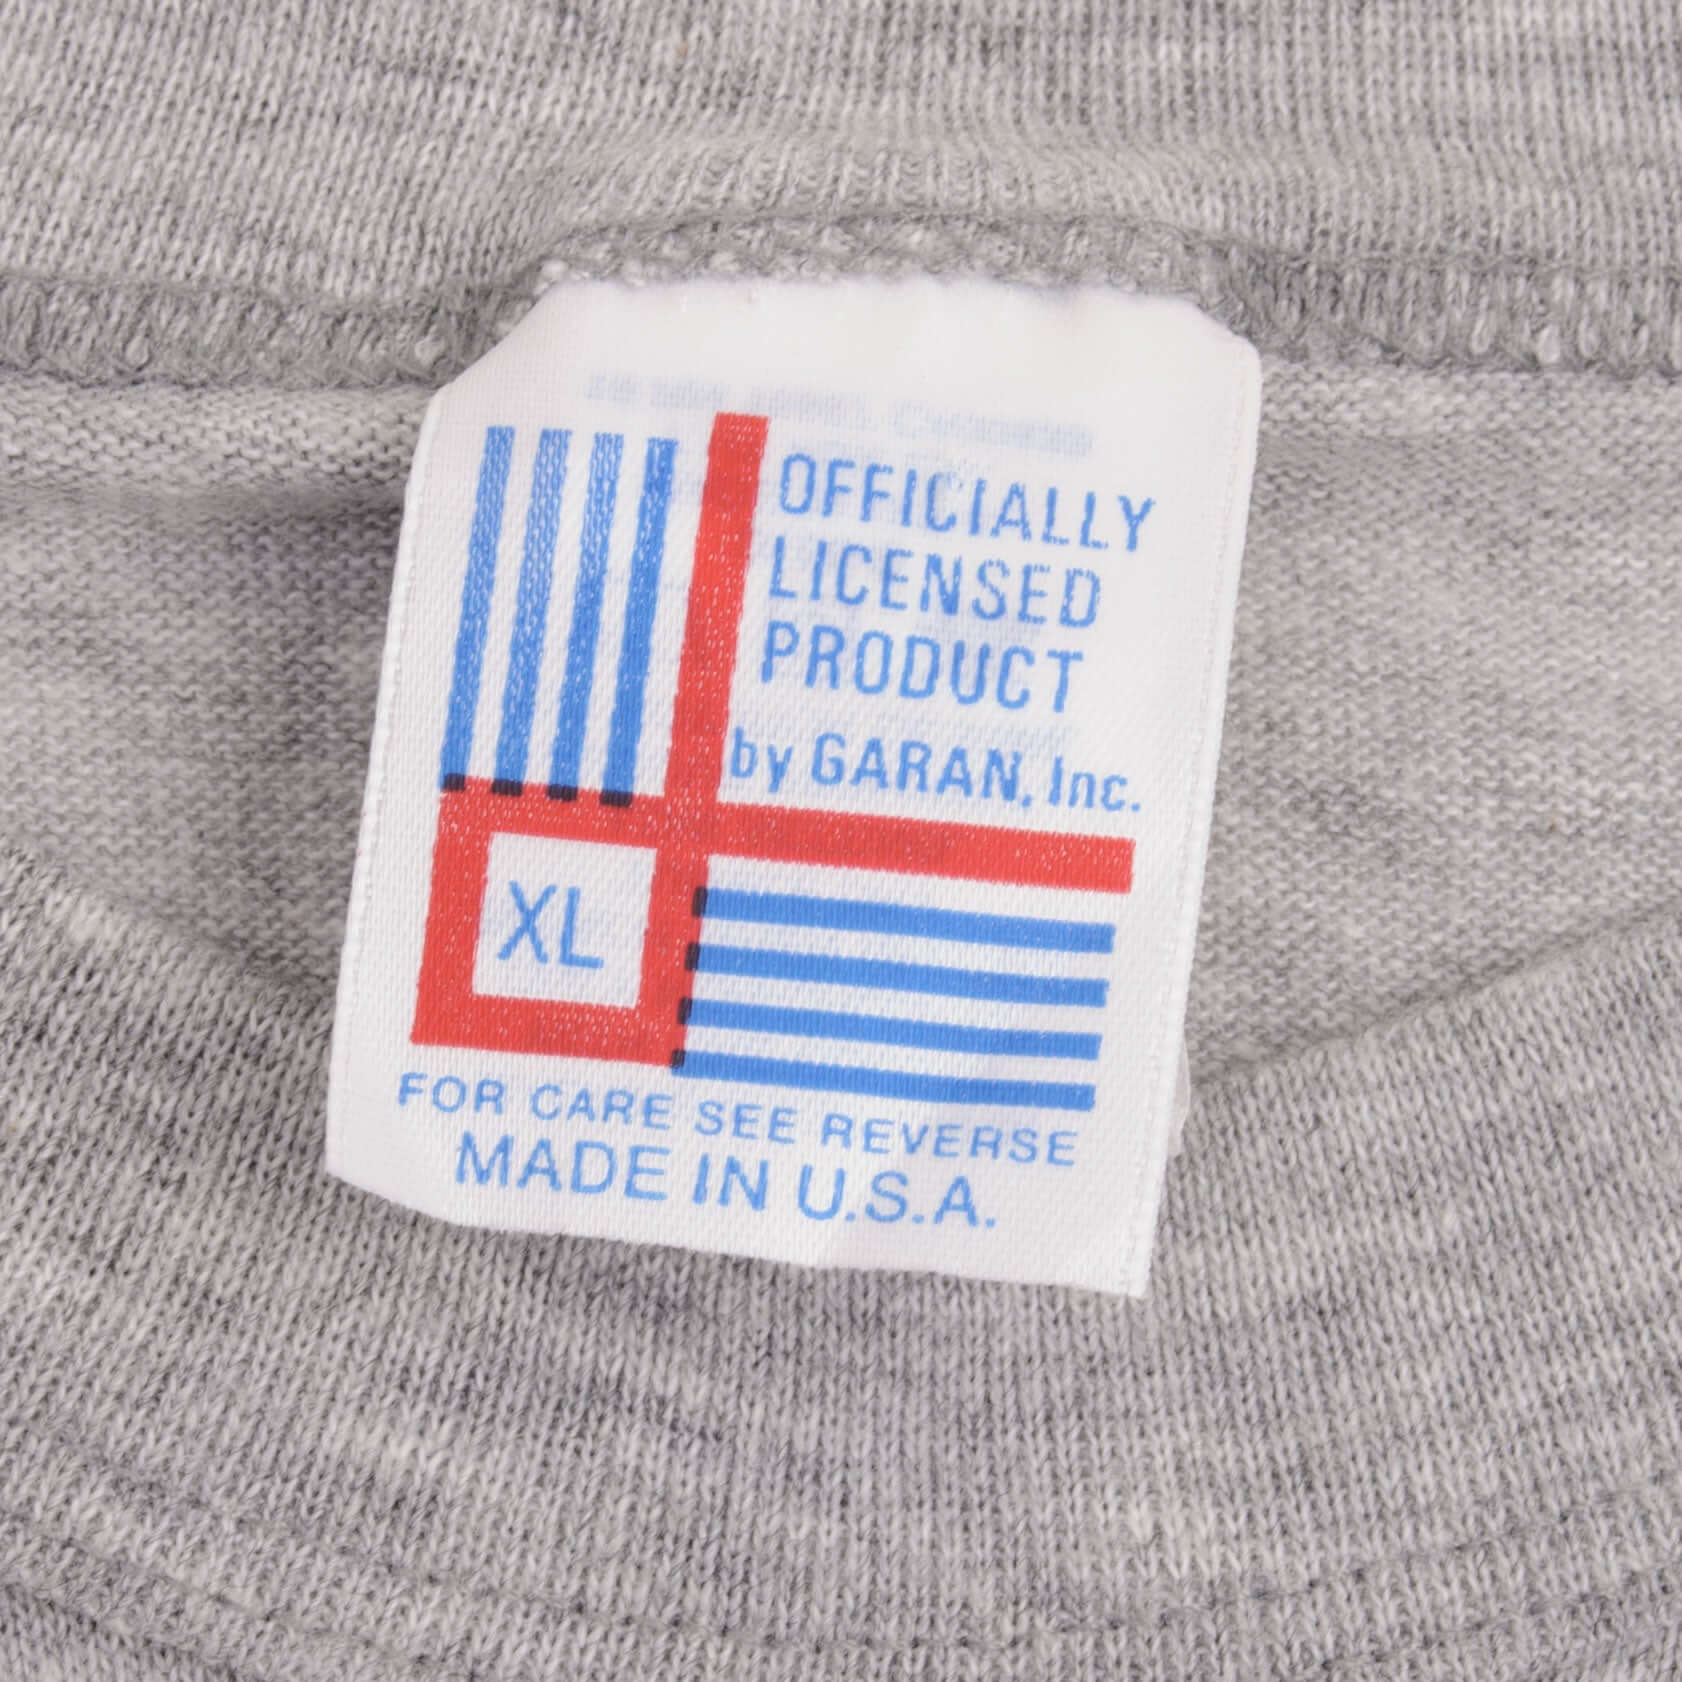 OFFICIALLY
LICENSED
PRODUCT
by GARAN, Inc.
XL
FOR CARE SEE REVERSE
MADE IN U.S.A.